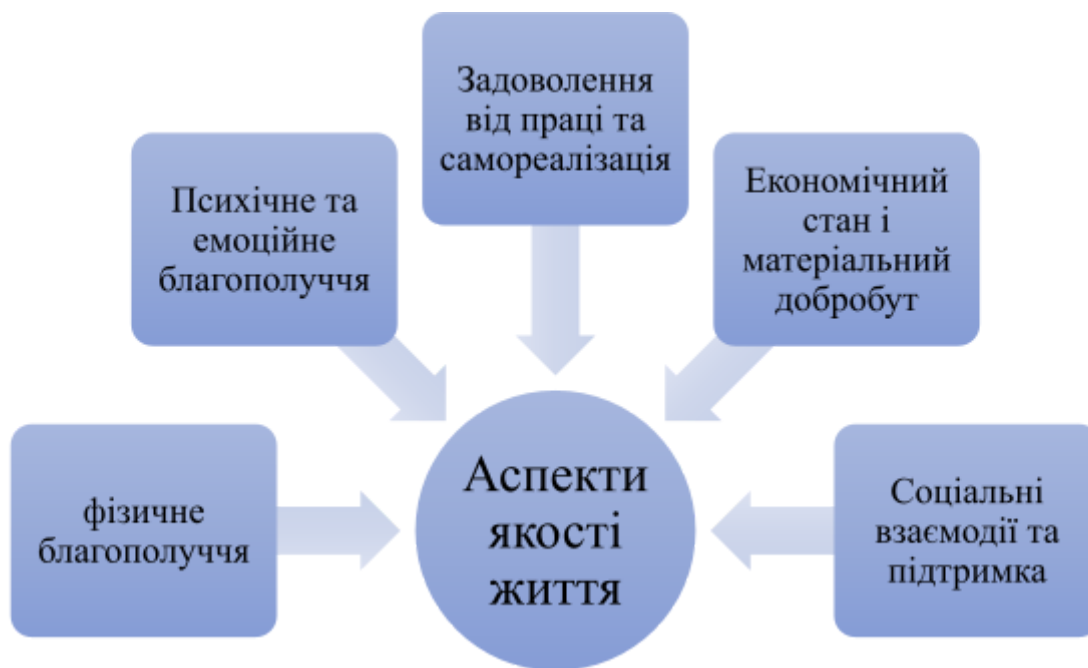 Задоволення
від праці та
самореалізація
Психічне та
емоційне
благополуччя
Економічний
стан і
матеріальний
добробут
фізичне
благополуччя
Аспекти
якості
життя
Соціальні
взаємодії та
підтримка